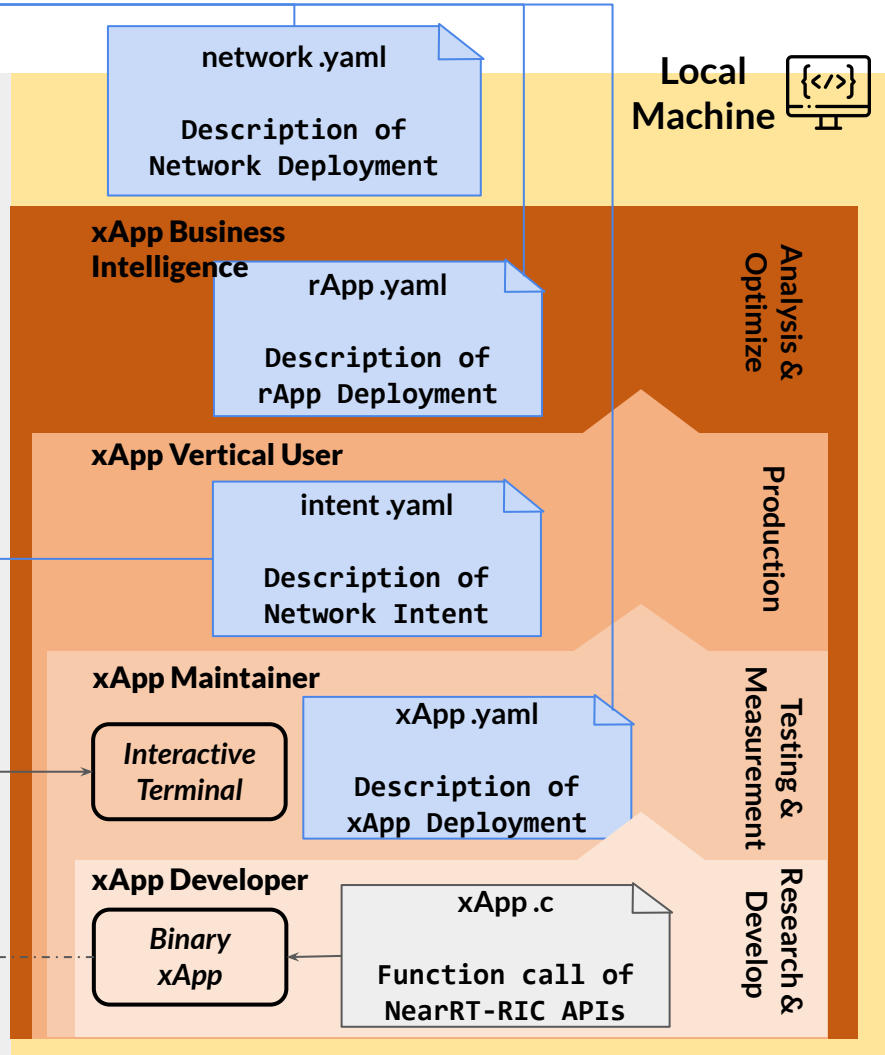 network.yaml
Description of
Network Deployment
Local
Machine
{</>}
xApp Business
Intelligence
rApp.yaml
Description of
rApp Deployment
Analysis &
Optimize
xApp Vertical User
intent.yaml
Description of
Network Intent
Production
xApp Maintainer
Interactive
Terminal
xApp.yaml
Description of
xApp Deployment
Testing &
Measurement
xApp Developer
Binary
xApp
xApp.c
Function call of
NearRT-RIC APIs
Research &
Develop